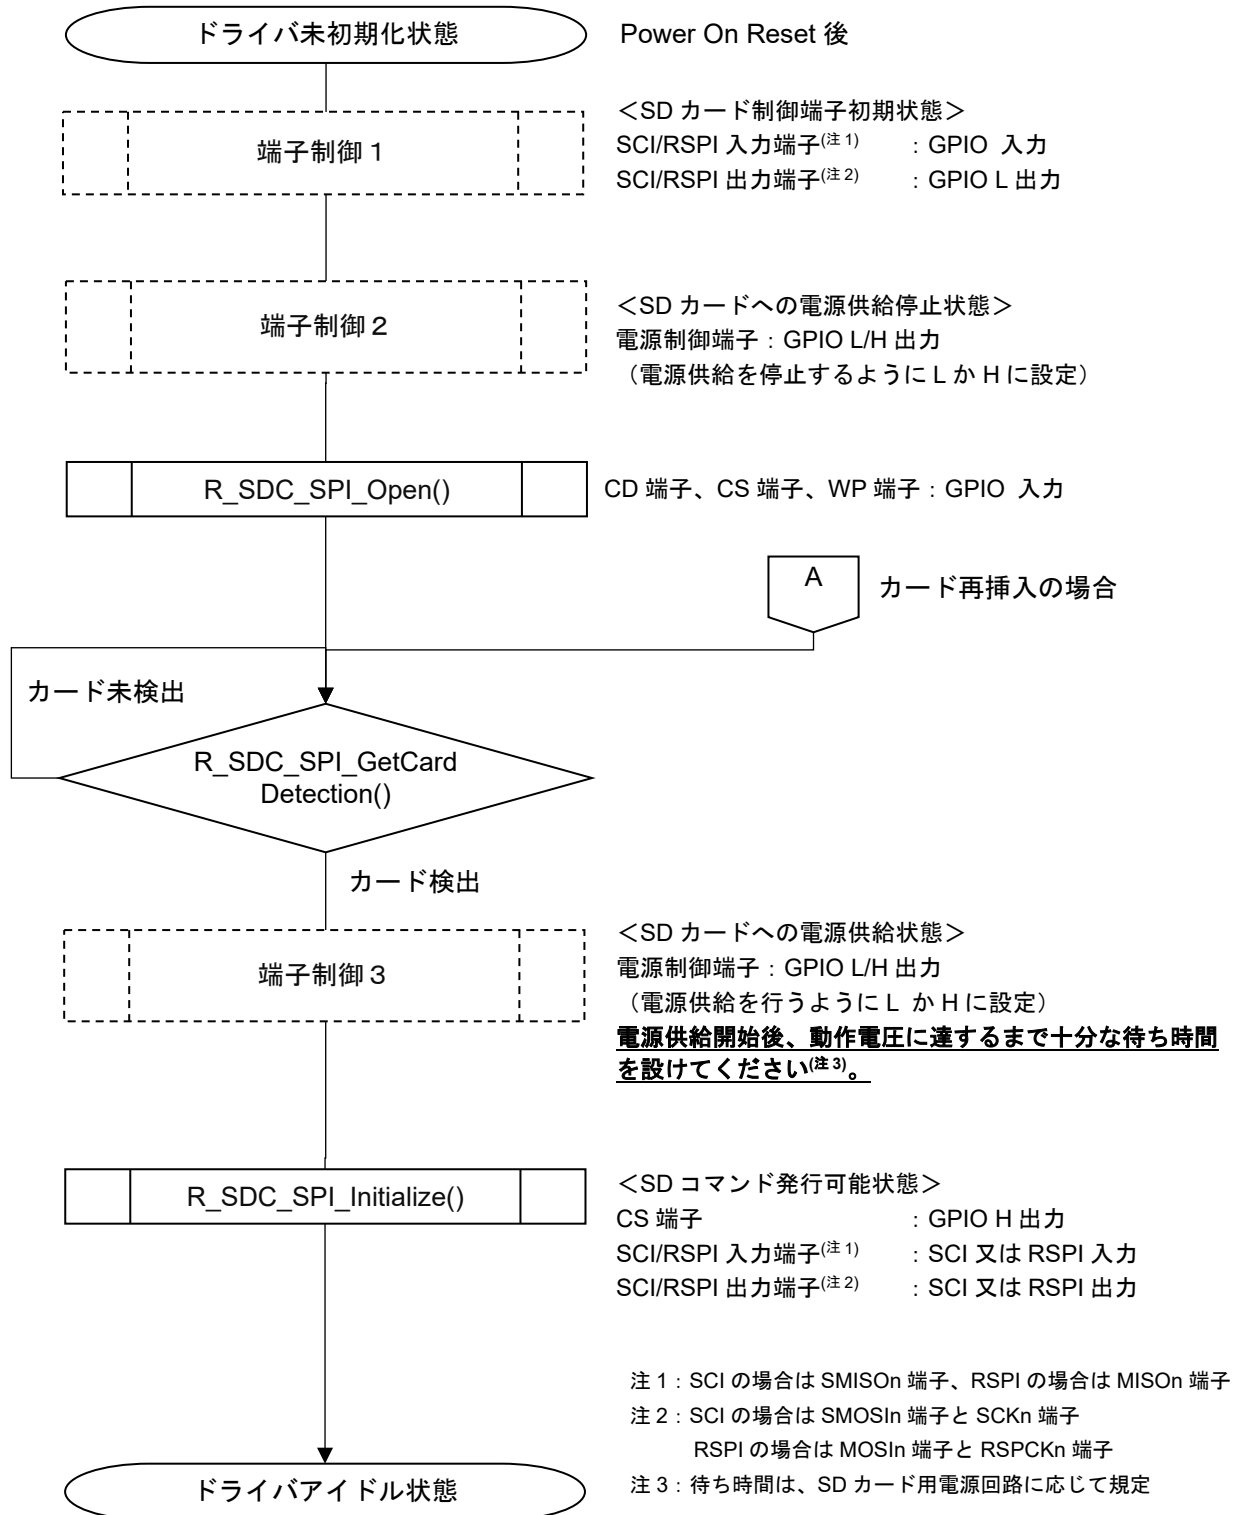 ドライバ未初期化状態
Power On Reset 後
<SD カード制御端子初期状態>
端子制御１
SCI/RSPI 入力端子(注 1) : GPIO 入力
SCI/RSPI 出力端子(注 2) : GPIO L 出力
<SD カードへの電源供給停止状態>
端子制御２
電源制御端子：GPIO L/H 出力
（電源供給を停止するように L か H に設定）
R_SDC_SPI_Open()
CD 端子、CS 端子、WP 端子：GPIO 入力
A
カード再挿入の場合
カード未検出
R_SDC_SPI_GetCard
Detection()
カード検出
<SD カードへの電源供給状態>
端子制御３
電源制御端子：GPIO L/H 出力
（電源供給を行うように L か H に設定）
電源供給開始後、動作電圧に達するまで十分な待ち時間
を設けてください(注 3)。
R_SDC_SPI_Initialize()
<SD コマンド発行可能状態>
CS 端子 : GPIO H 出力
SCI/RSPI 入力端子(注 1) : SCI 又は RSPI 入力
SCI/RSPI 出力端子(注 2) : SCI 又は RSPI 出力
注 1：SCI の場合は SMISOn 端子、RSPI の場合は MISOn 端子
注 2：SCI の場合は SMOSIn 端子と SCKn 端子
RSPI の場合は MOSIn 端子と RSPCKn 端子
注 3：待ち時間は、SD カード用電源回路に応じて規定
ドライバアイドル状態